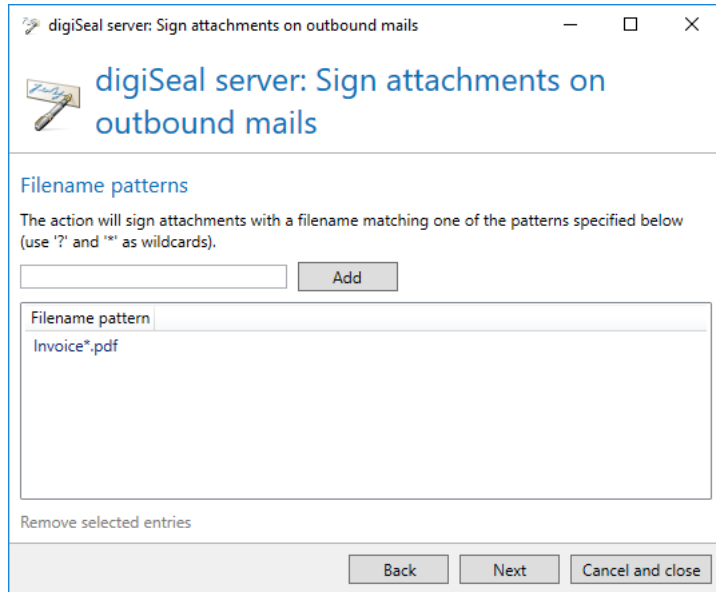 digiSeal server: Sign attachments on outbound mails
digiSeal server: Sign attachments on
outbound mails
Filename patterns
The action will sign attachments with a filename matching one of the patterns specified below
(use '?' and '*' as wildcards).
Add
Filename pattern
Invoice*.pdf
Remove selected entries
Back Next Cancel and close